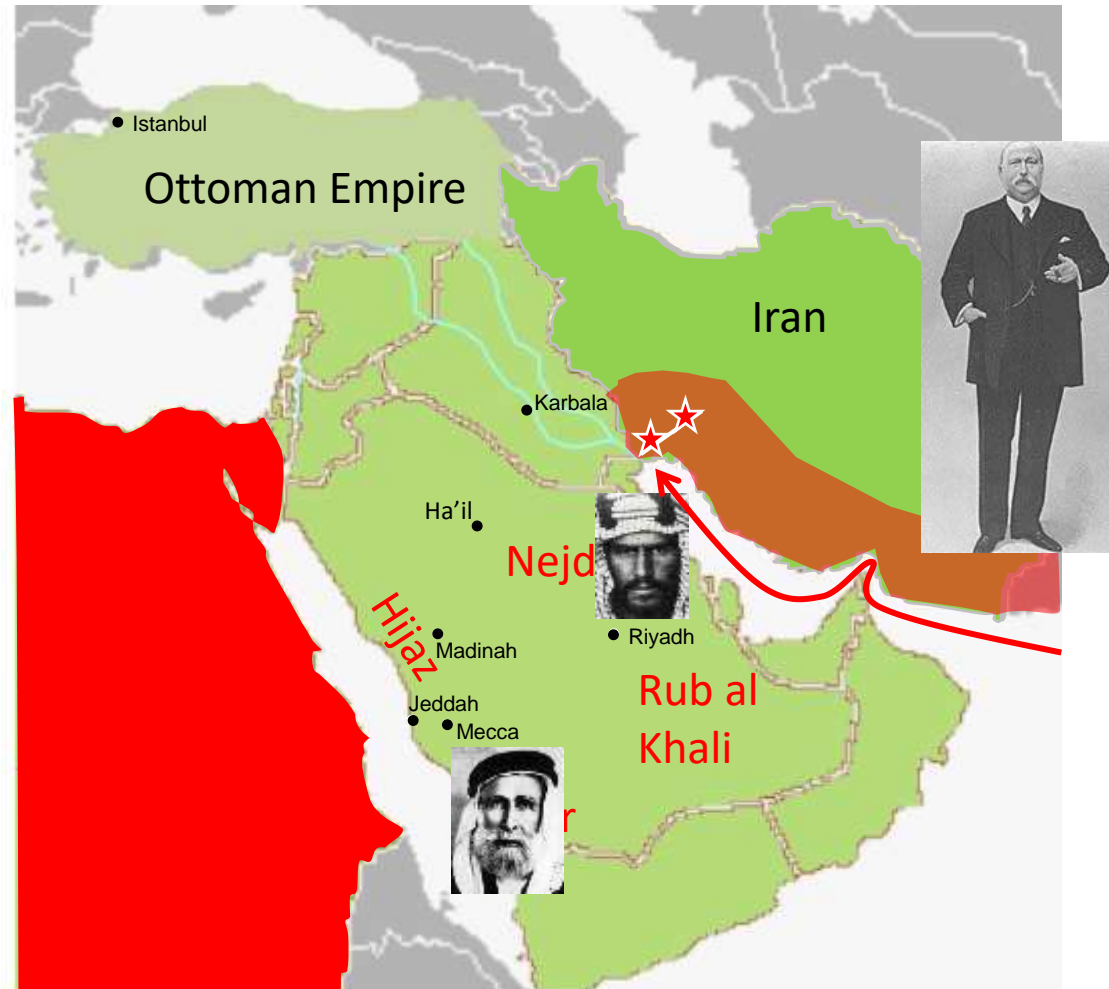 Istanbul
Ottoman Empire
Iran
Karbala
Ha'il
Nejd
Hijaz
Madinah
Riyadh
Rub al
Khali
Jeddah
Mecca
r